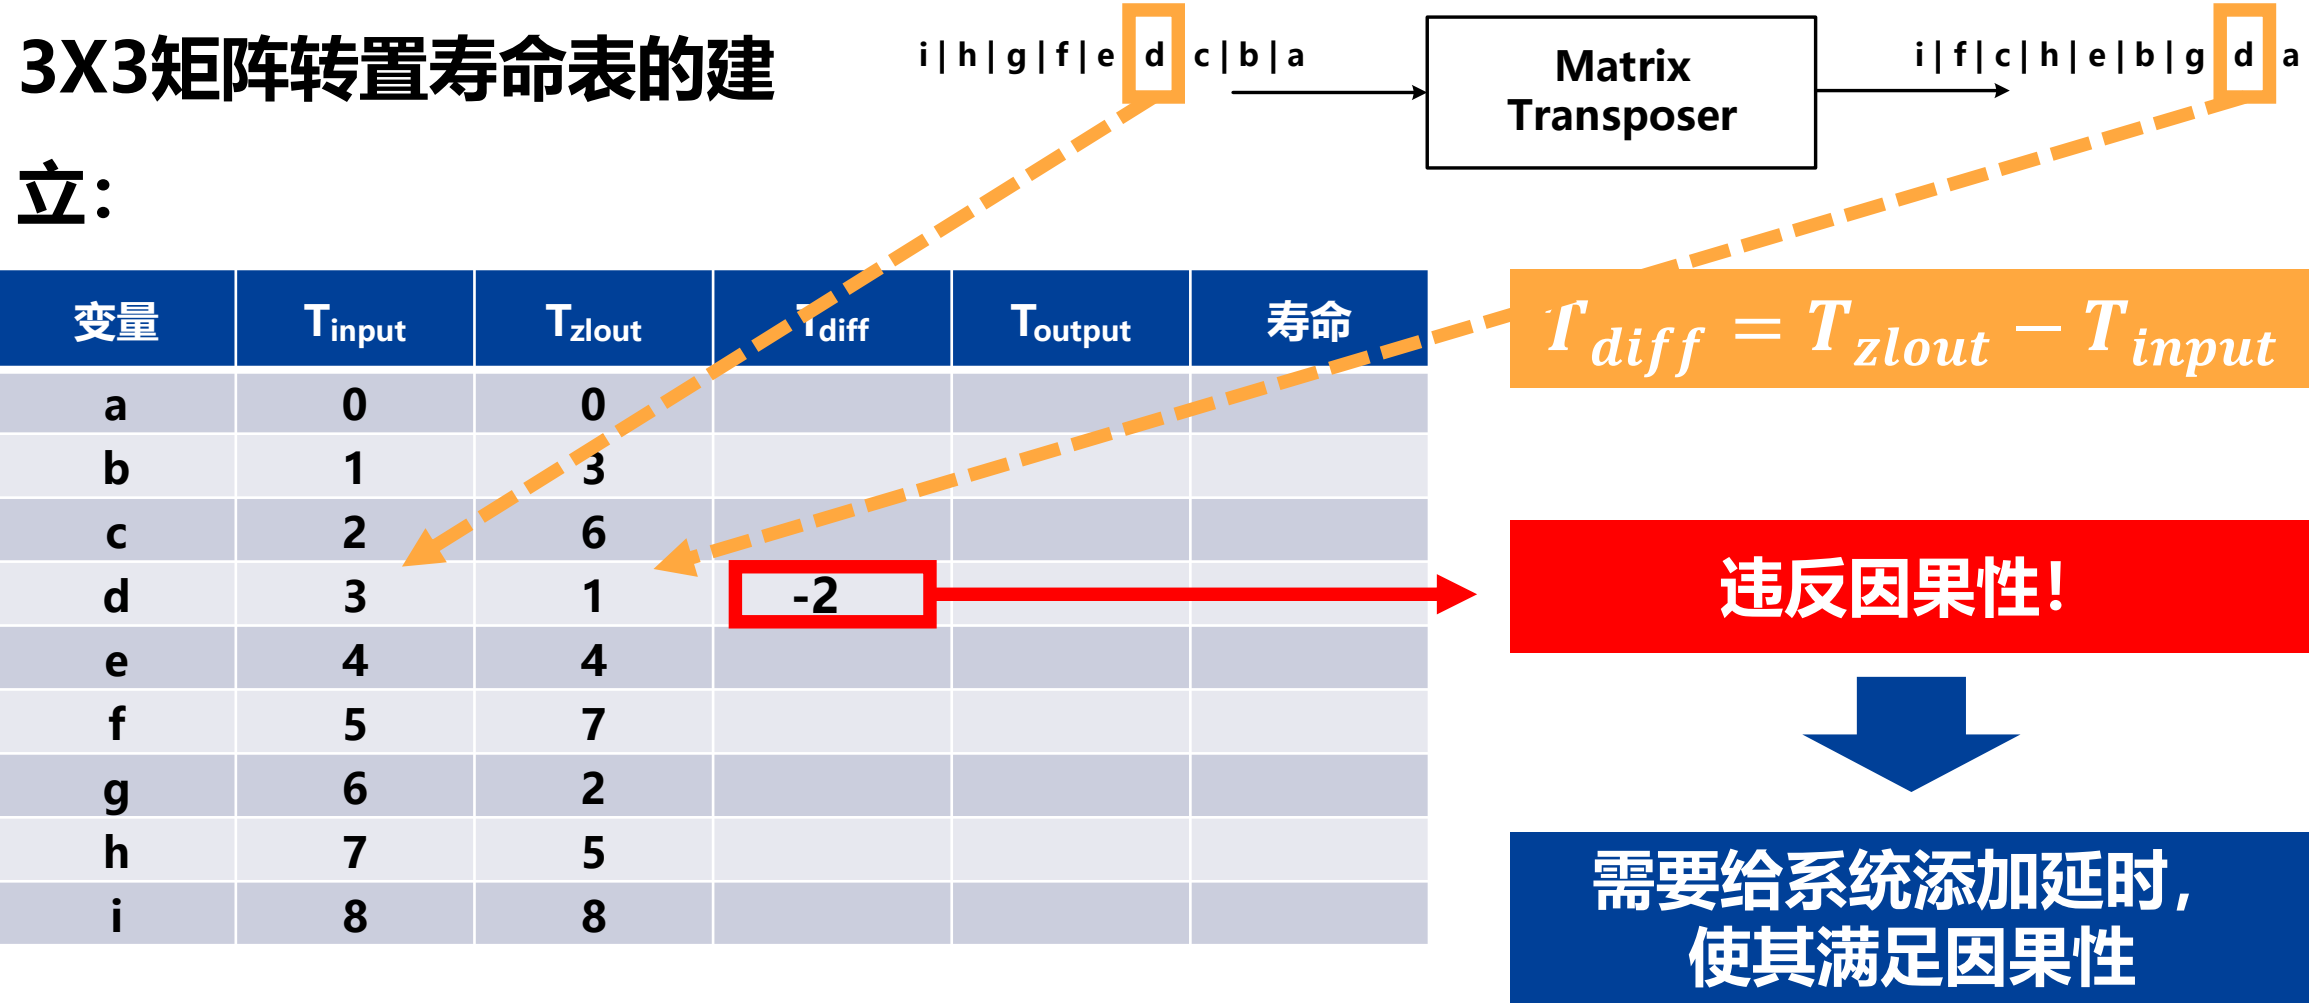 3X3矩阵转置寿命表的建
立：
i | h | g | f | e d c | b | a
Matrix
Transposer
i | f | c | h | e | b | g d a
变量 Tinput Tzlout Tdiff Toutput 寿命
a 0 0
b 1 3
c 2 6
d 3 1 -2
e 4 4
f 5 7
g 6 2
h 7 5
i 8 8
Tdiff = Tzlout − Tinput
违反因果性！
需要给系统添加延时，
使其满足因果性